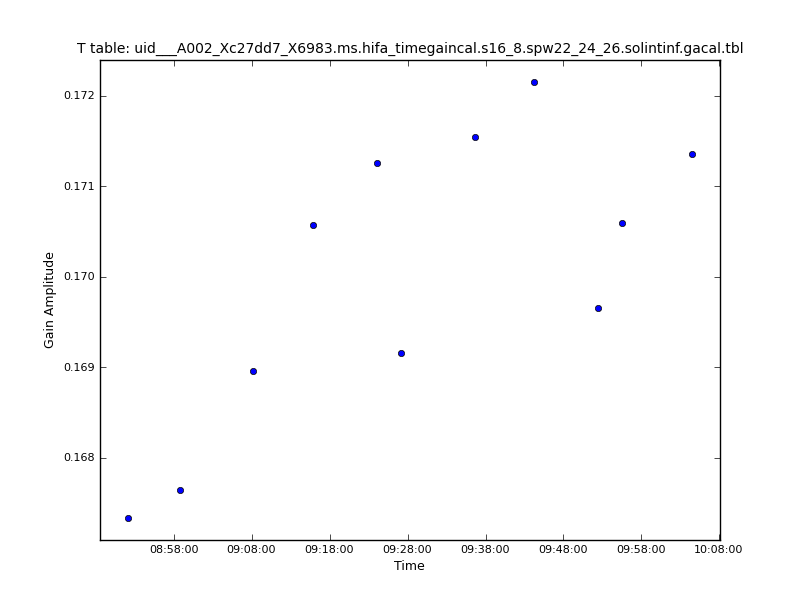 T table: uid___A002_Xc27dd7_X6983.ms.hifa_timegaincal.s16_8.spw22_24_26.solintinf.gacal.tbl
0.172
0.171
0.170
0.169
0.168
Gain Amplitude
08:58:00 09:08:00 09:18:00 09:28:00 09:38:00 09:48:00 09:58:00 10:08:00
Time